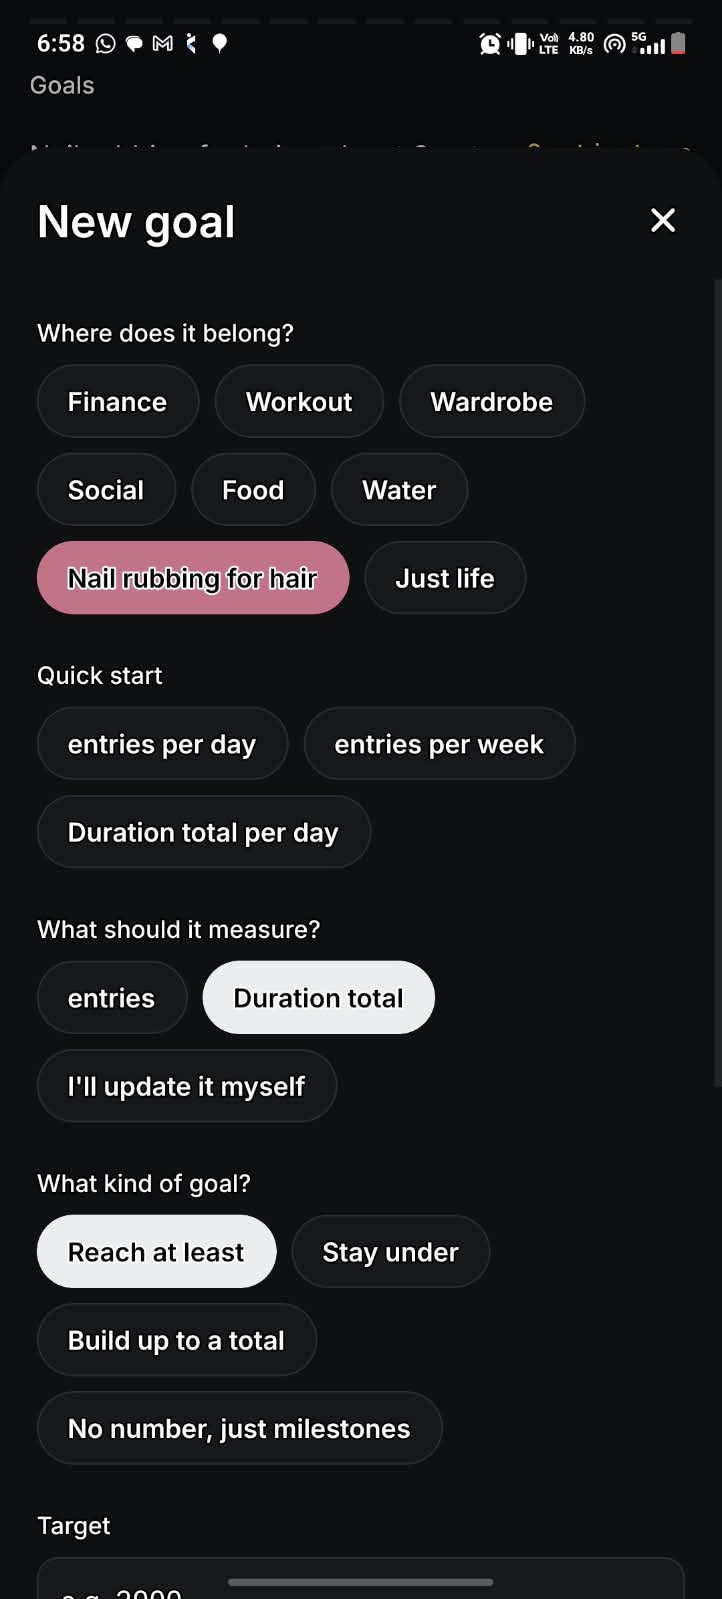 6:58 Vo) LTE 4.80 KB/s 5G
Goals
New goal
Where does it belong?
Finance Workout Wardrobe
Social Food Water
Nail rubbing for hair Just life
Quick start
entries per day entries per week
Duration total per day
What should it measure?
entries Duration total
I'll update it myself
What kind of goal?
Reach at least Stay under
Build up to a total
No number, just milestones
Target
e.g. 2000